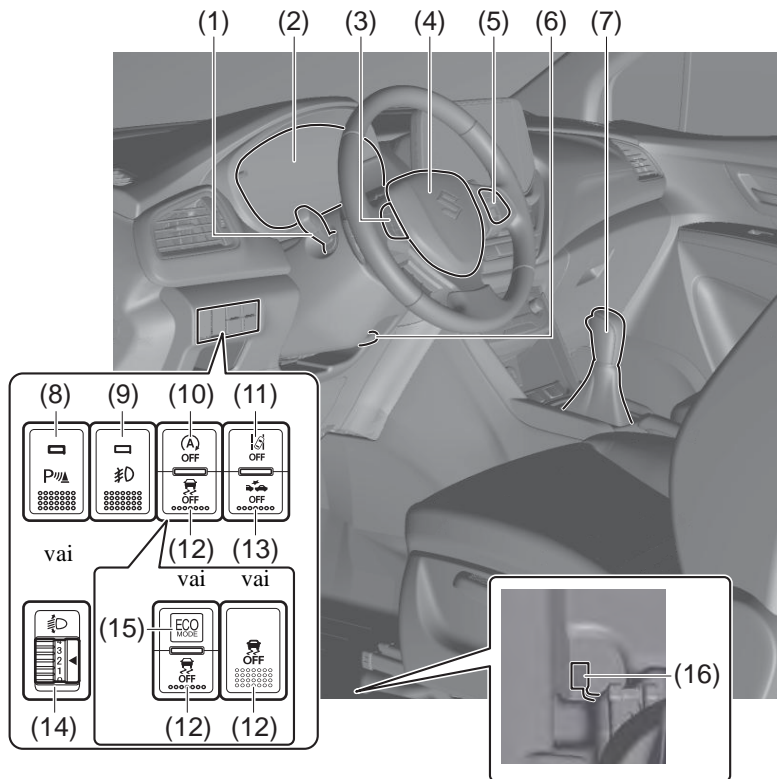 (1) (2) (3) (4) (5) (6) (7)
(8) (9) (10) (11)
A
OFF OFF
P
OFF OFF
(12) (13)
vai vai vai
(15) ECO
MODE
OFF OFF
4
3
2
1
0
(16)
(14) (12) (12)